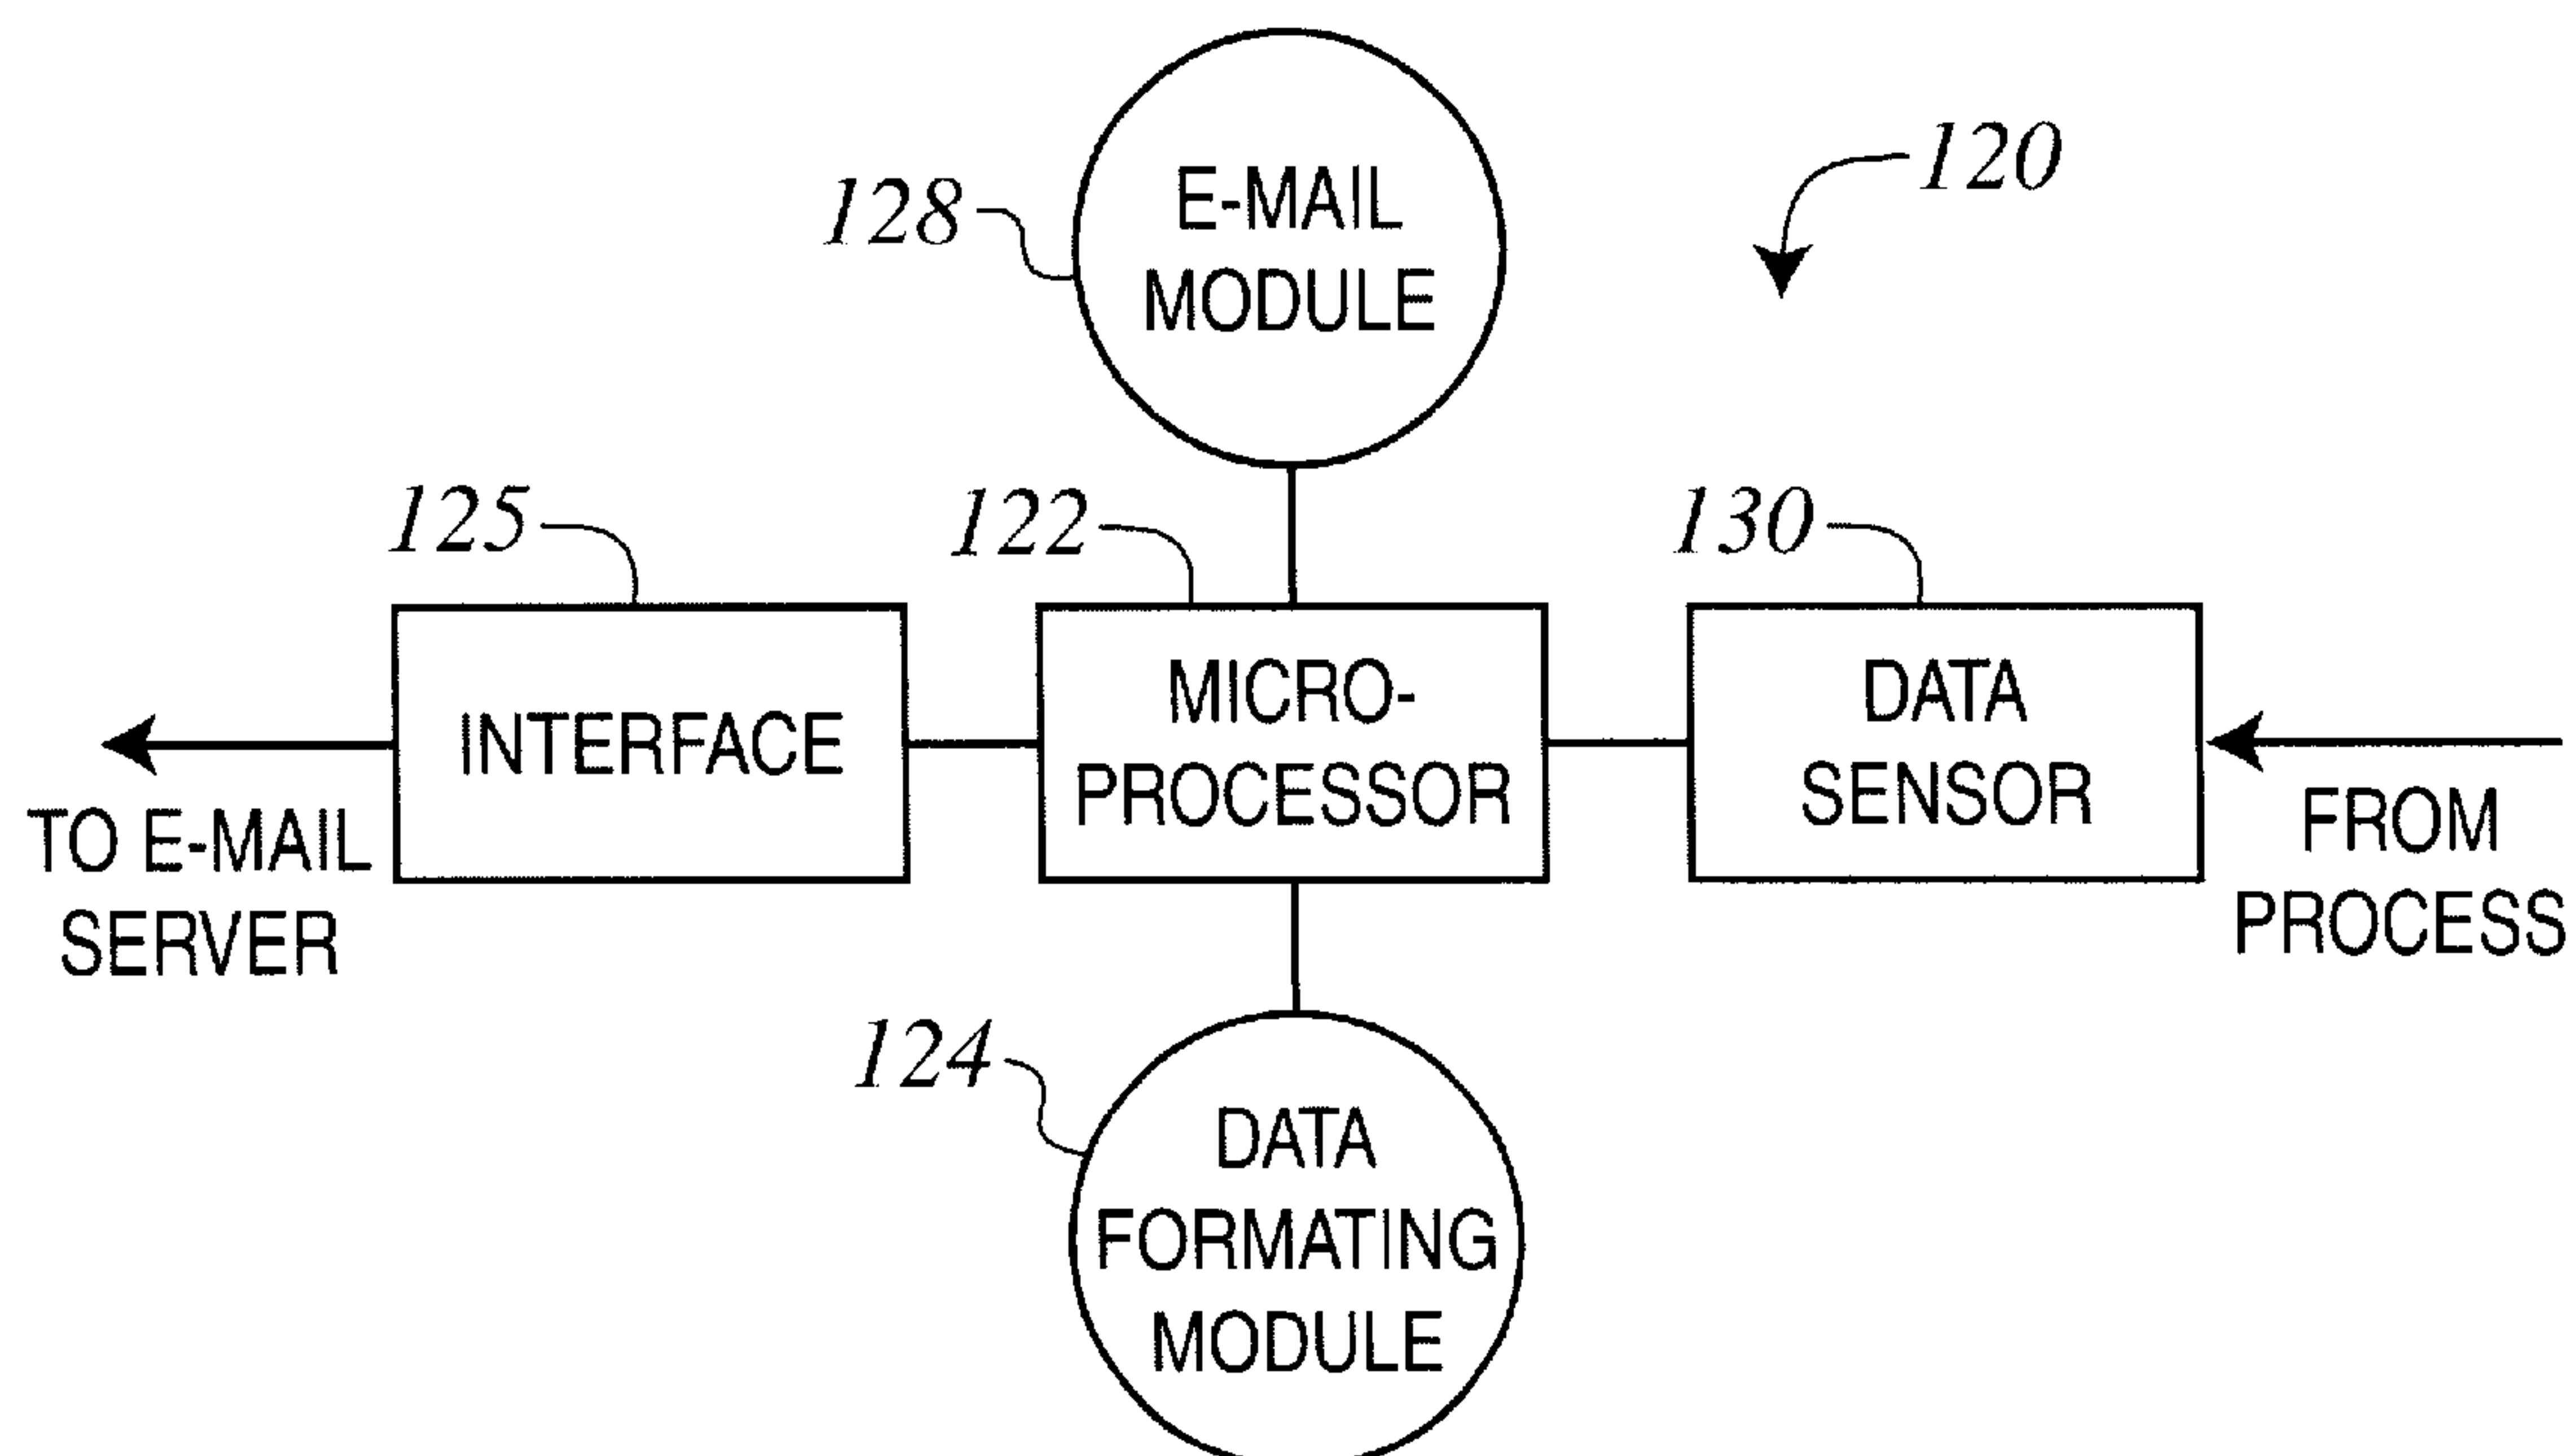 120
128
E-MAIL
MODULE
125
122
130
INTERFACE
MICRO-
PROCESSOR
DATA
SENSOR
TO E-MAIL
SERVER
FROM
PROCESS
124
DATA
FORMATING
MODULE